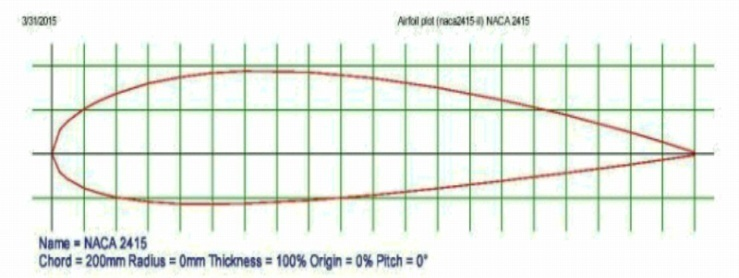 3/31/2015
Airfoil plot (naca2415-il) NACA 2415
Name = NACA 2415
Chord = 200mm Radius = 0mm Thickness = 100% Origin = 0% Pitch = 0°